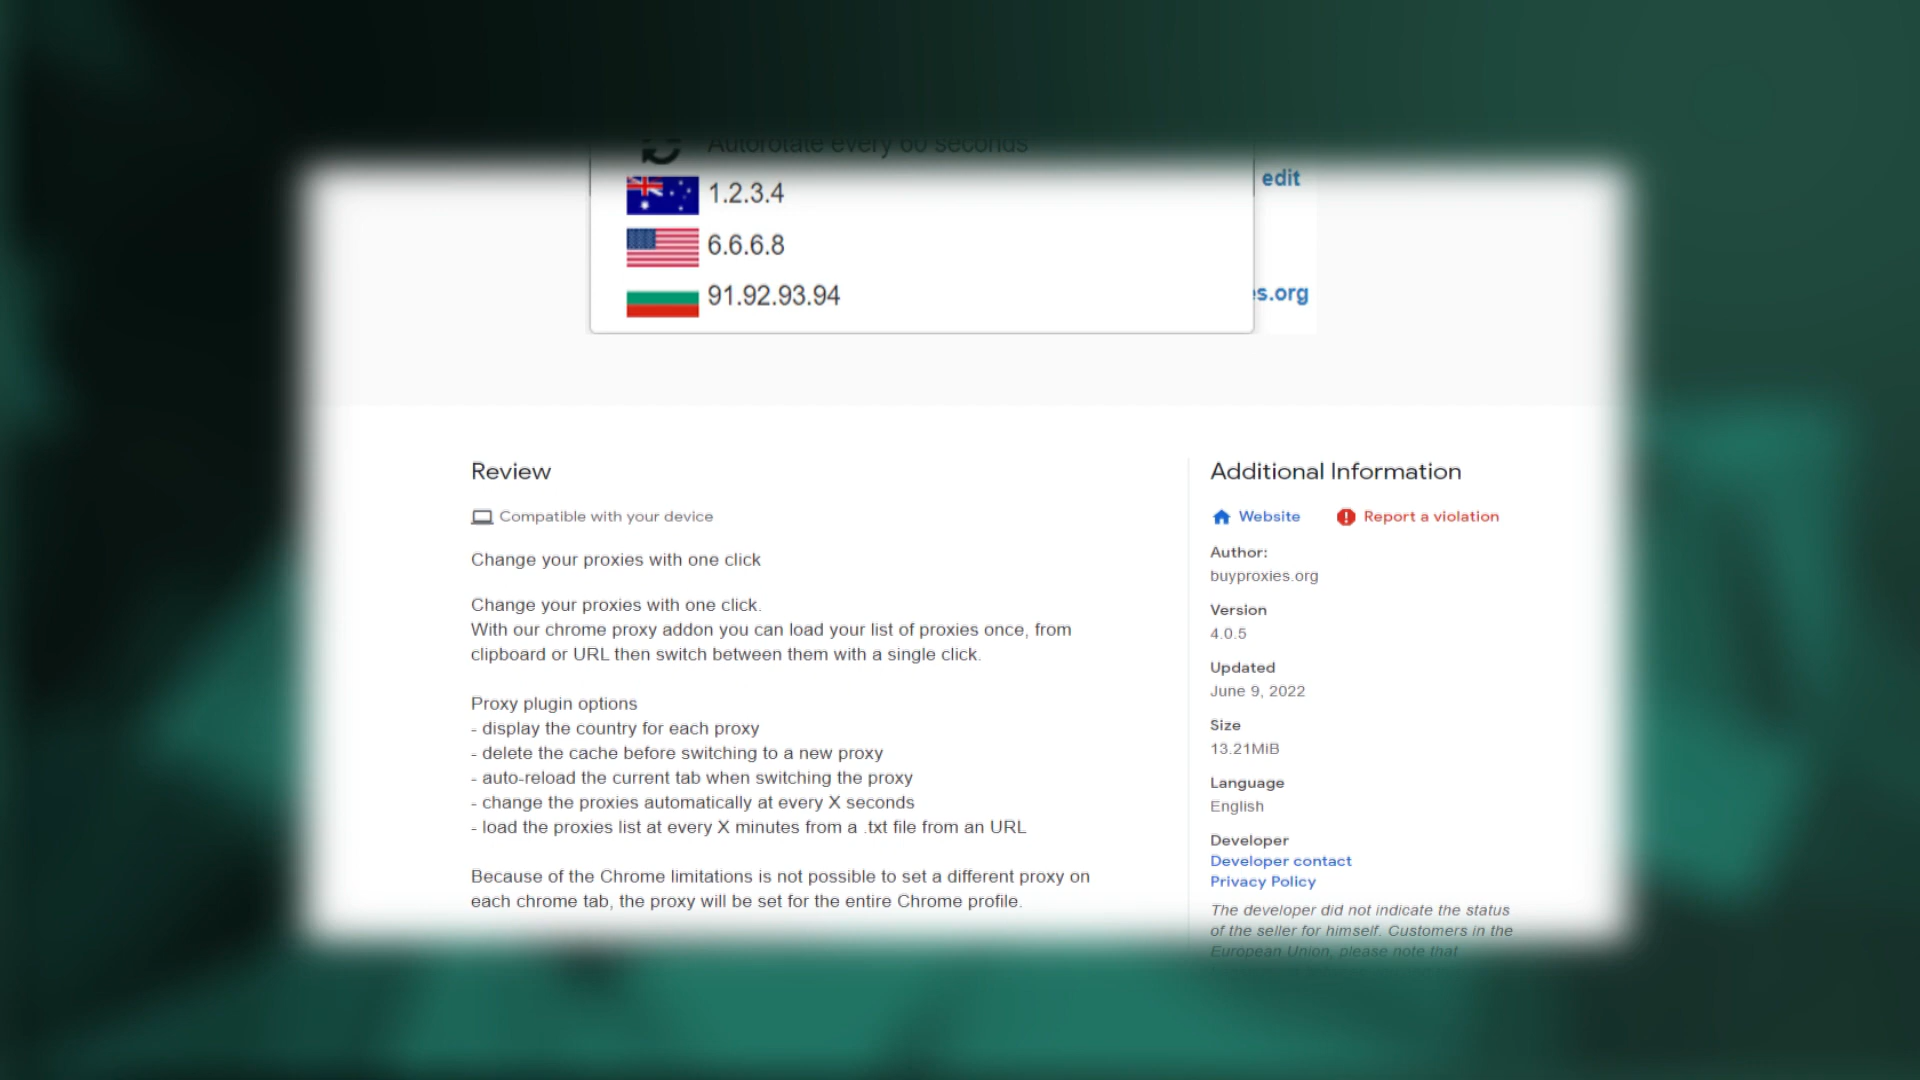 Autorotate every 60 seconds
1.2.3.4
edit
6.6.6.8
91.92.93.94
s.org
Review
Compatible with your device
Change your proxies with one click
Change your proxies with one click.
With our chrome proxy addon you can load your list of proxies once, from
clipboard or URL then switch between them with a single click.
Proxy plugin options
- display the country for each proxy
- delete the cache before switching to a new proxy
- auto-reload the current tab when switching the proxy
- change the proxies automatically at every X seconds
- load the proxies list at every X minutes from a .txt file from an URL
Because of the Chrome limitations is not possible to set a different proxy on
each chrome tab, the proxy will be set for the entire Chrome profile.
Additional Information
Website
Report a violation
Author:
buyproxies.org
Version
4.0.5
Updated
June 9, 2022
Size
13.21MiB
Language
English
Developer
Developer contact
Privacy Policy
The developer did not indicate the status
of the seller for himself. Customers in the
European Union, please note that